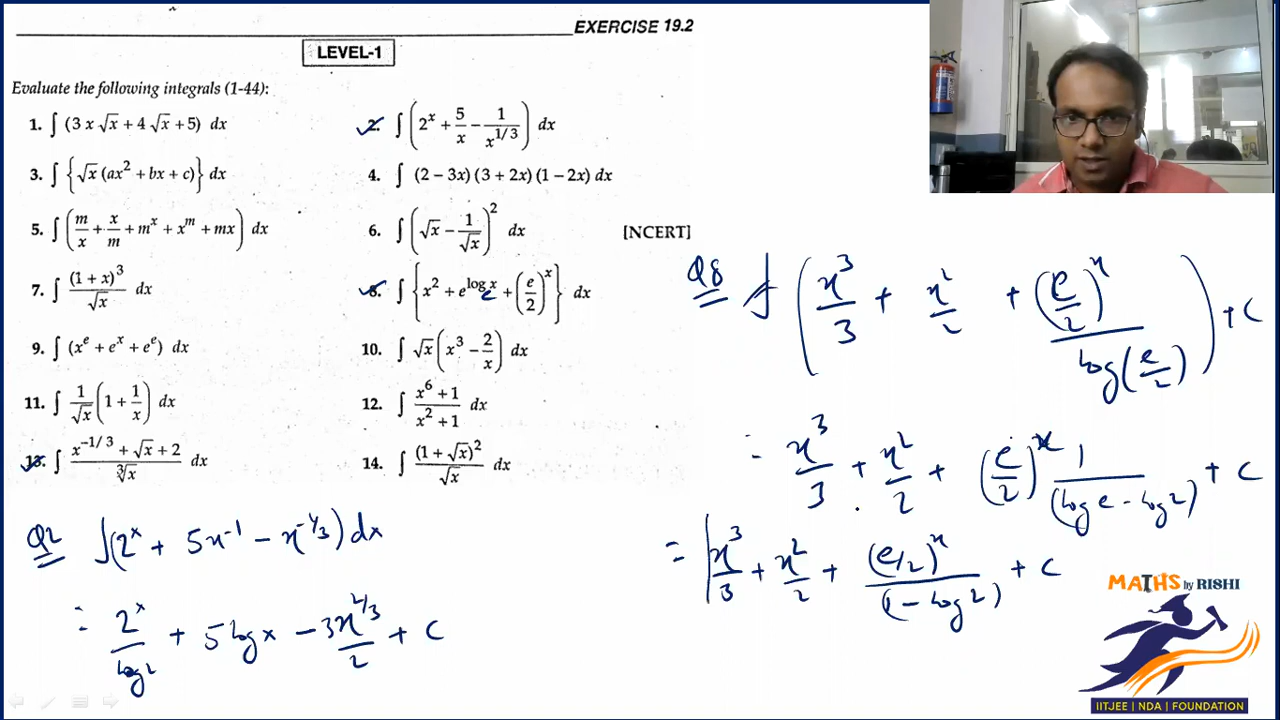 EXERCISE 19.2
LEVEL-1
Evaluate the following integrals (1-44):
1. ∫ (3 x √x + 4 √x + 5) dx
2. ∫ (2^x + 5/x − 1/x^{1/3}) dx
3. ∫ {√x (ax² + bx + c)} dx
4. ∫ (2 − 3x) (3 + 2x) (1 − 2x) dx
5. ∫ (m/x + x/m + m^x + x^m + mx) dx
6. ∫ (√x − 1/√x)² dx [NCERT]
7. ∫ (1 + x)³/√x dx
8. ∫ {x² + e^{log_e x} + (e/2)^x} dx
9. ∫ (x^e + e^x + e^e) dx
10. ∫ √x (x³ − 2/x) dx
11. ∫ 1/√x (1 + 1/x) dx
12. ∫ (x⁶ + 1)/(x² + 1) dx
13. ∫ (x^{−1/3} + √x + 2)/∛x dx
14. ∫ (1 + √x)²/√x dx
Q2 ∫(2^x + 5x^{-1} − x^{-1/3}) dx
= 2^x/log2 + 5 log x − 3x^{2/3}/2 + C
Q8 ∫ (x³/3 + x²/2 + (e/2)^x/log(e/2)) + C
= x³/3 + x²/2 + (e/2)^x 1/(log e − log 2) + C
= x³/3 + x²/2 + (e/2)^x/(1 − log 2) + C
MATHS by RISHI
IITJEE | NDA | FOUNDATION